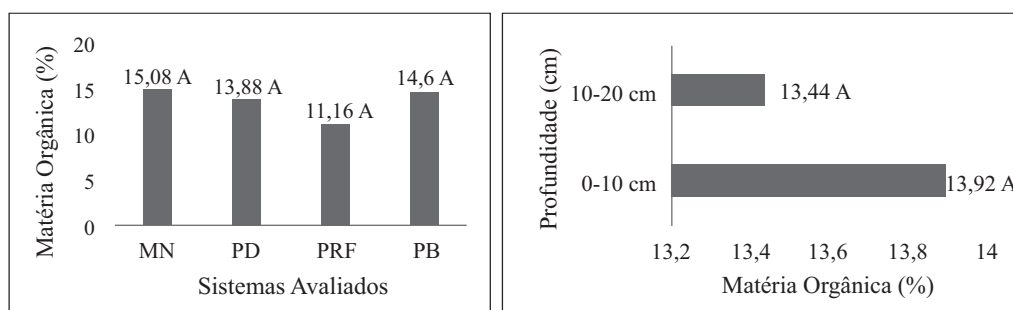 Matéria Orgânica (%)
20
15
10
5
0
15,08 A
13,88 A
11,16 A
14,6 A
MN PD PRF PB
Sistemas Avaliados
Profundidade (cm)
10-20 cm
13,44 A
0-10 cm
13,92 A
13,2 13,4 13,6 13,8 14
Matéria Orgânica (%)